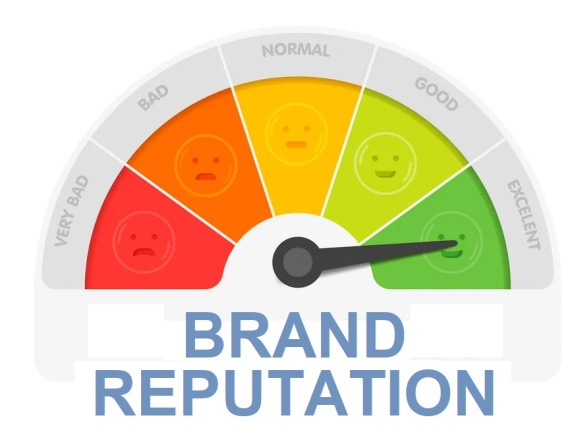 VERY BAD
BAD
NORMAL
GOOD
EXCELENT
BRAND
REPUTATION